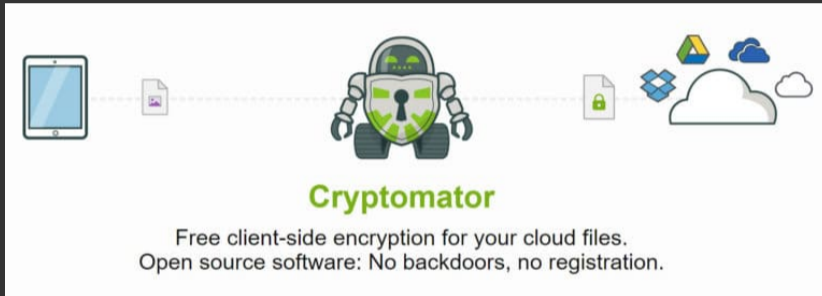 Cryptomator
Free client-side encryption for your cloud files.
Open source software: No backdoors, no registration.